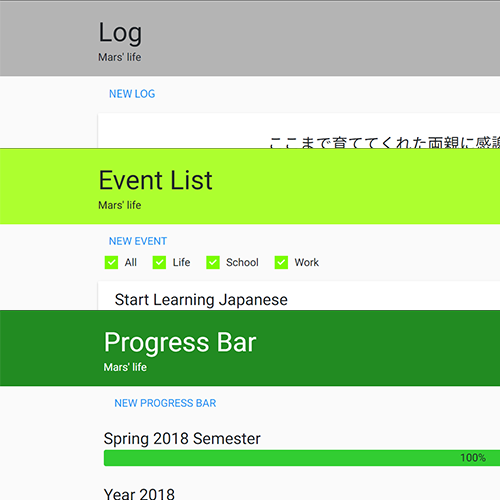 Log
Mars' life
NEW LOG
ここまで育ててくれた両親に感謝
Event List
Mars' life
NEW EVENT
All Life School Work
Start Learning Japanese
Progress Bar
Mars' life
NEW PROGRESS BAR
Spring 2018 Semester
100%
Year 2018